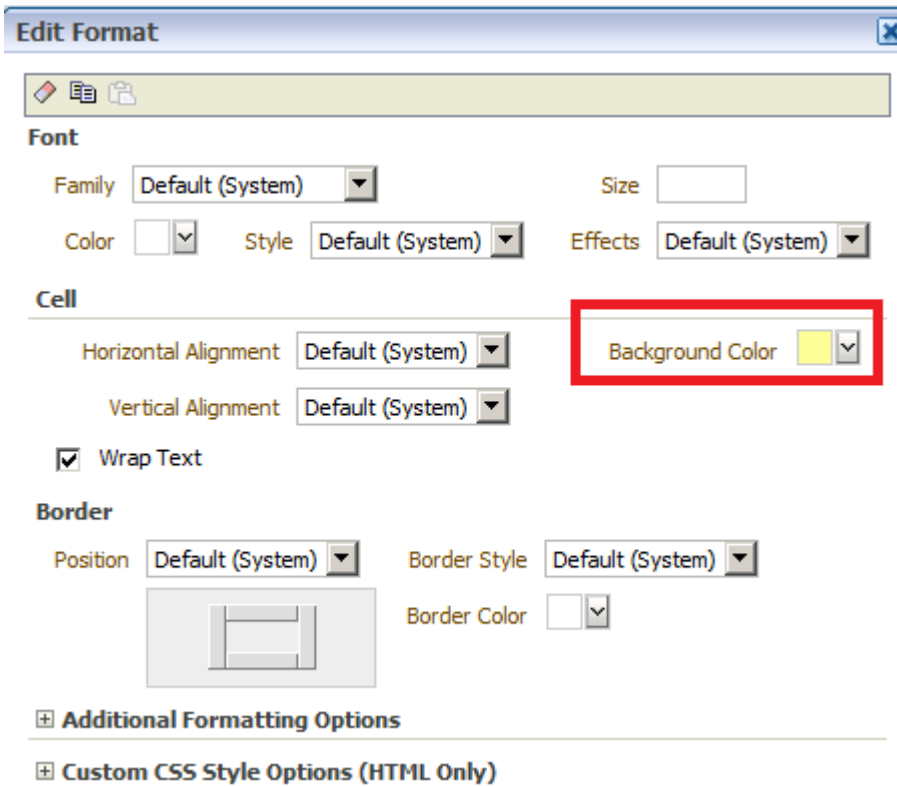 Edit Format
Font
Family Default (System) Size
Color Style Default (System) Effects Default (System)
Cell
Horizontal Alignment Default (System) Background Color
Vertical Alignment Default (System)
Wrap Text
Border
Position Default (System) Border Style Default (System)
Border Color
Additional Formatting Options
Custom CSS Style Options (HTML Only)